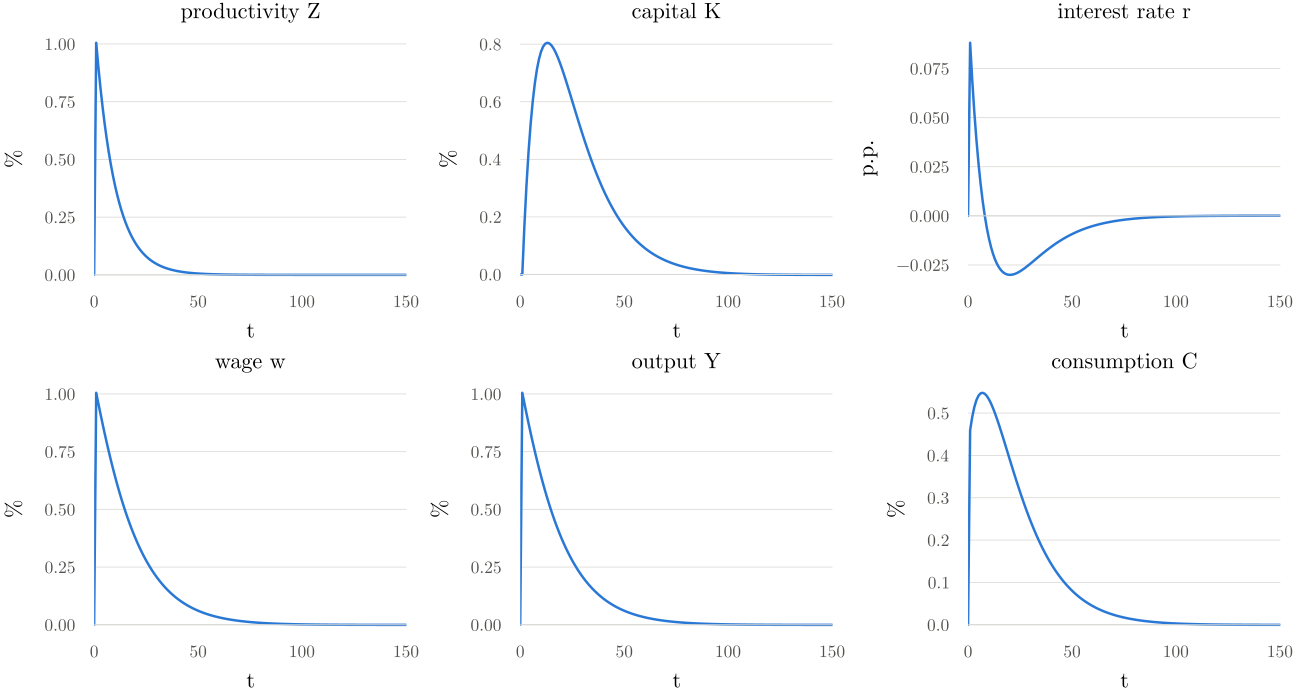 productivity Z
%
1.00
0.75
0.50
0.25
0.00
0 50 100 150
t
capital K
%
0.8
0.6
0.4
0.2
0.0
0 50 100 150
t
interest rate r
p.p.
0.075
0.050
0.025
0.000
−0.025
0 50 100 150
t
wage w
%
1.00
0.75
0.50
0.25
0.00
0 50 100 150
t
output Y
%
1.00
0.75
0.50
0.25
0.00
0 50 100 150
t
consumption C
%
0.5
0.4
0.3
0.2
0.1
0.0
0 50 100 150
t